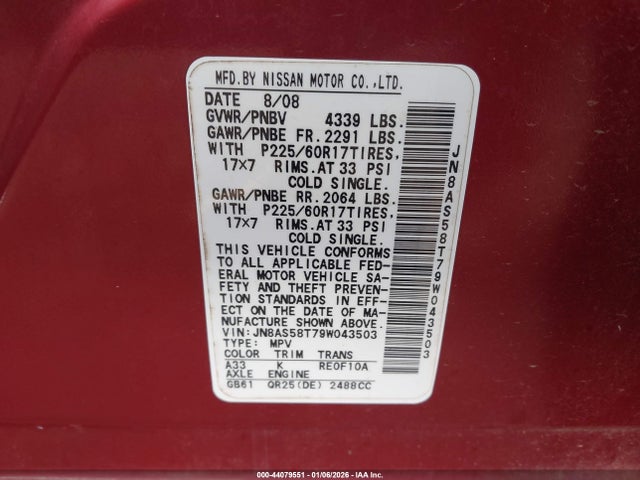 MFD.BY NISSAN MOTOR CO.,LTD.
DATE 8/08
GVWR/PNBV 4339 LBS.
GAWR/PNBE FR.2291 LBS.
WITH P225/60R17TIRES,
17×7 RIMS.AT 33 PSI
COLD SINGLE.
GAWR/PNBE RR.2064 LBS.
WITH P225/60R17TIRES.
17×7 RIMS.AT 33 PSI
COLD SINGLE.
THIS VEHICLE CONFORMS
TO ALL APPLICABLE FED-
ERAL MOTOR VEHICLE SA-
FETY AND THEFT PREVEN-
TION STANDARDS IN EFF-
ECT ON THE DATE OF MA-
NUFACTURE SHOWN ABOVE.
VIN:JN8AS58T79W043503
TYPE: MPV
COLOR TRIM TRANS
A33 K RE0F10A
AXLE ENGINE
GB61 QR25(DE) 2488CC
JN8AS58T79W043503
000-44079551 - 01/06/2026 - IAA Inc.